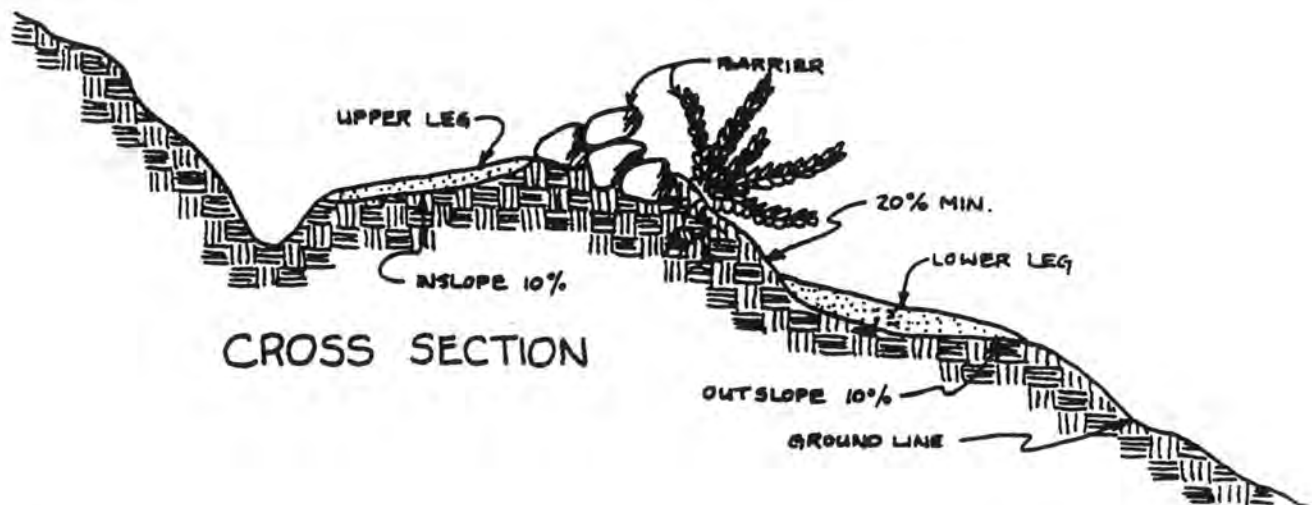 BARRIER
UPPER LEG
20% MIN.
LOWER LEG
INSLOPE 10%
CROSS SECTION
OUTSLOPE 10%
GROUND LINE